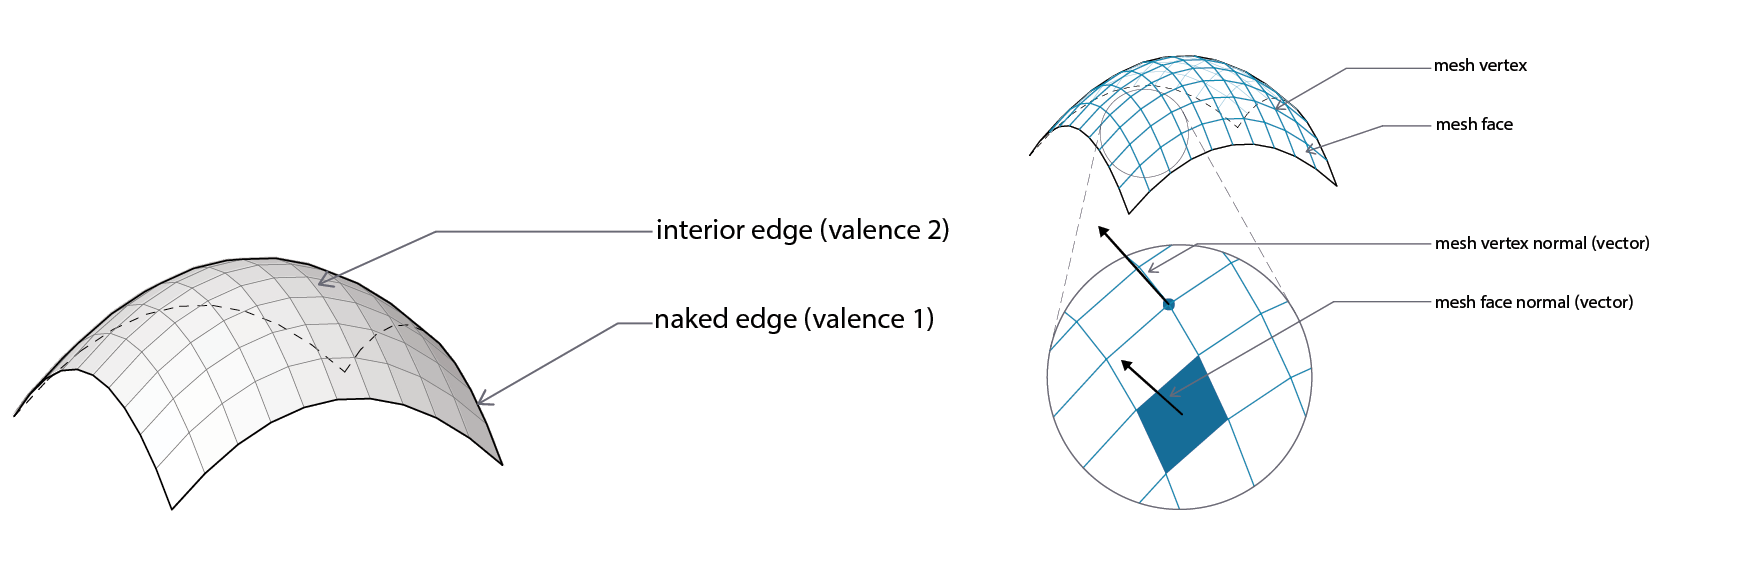 interior edge (valence 2)
naked edge (valence 1)
mesh vertex
mesh face
mesh vertex normal (vector)
mesh face normal (vector)